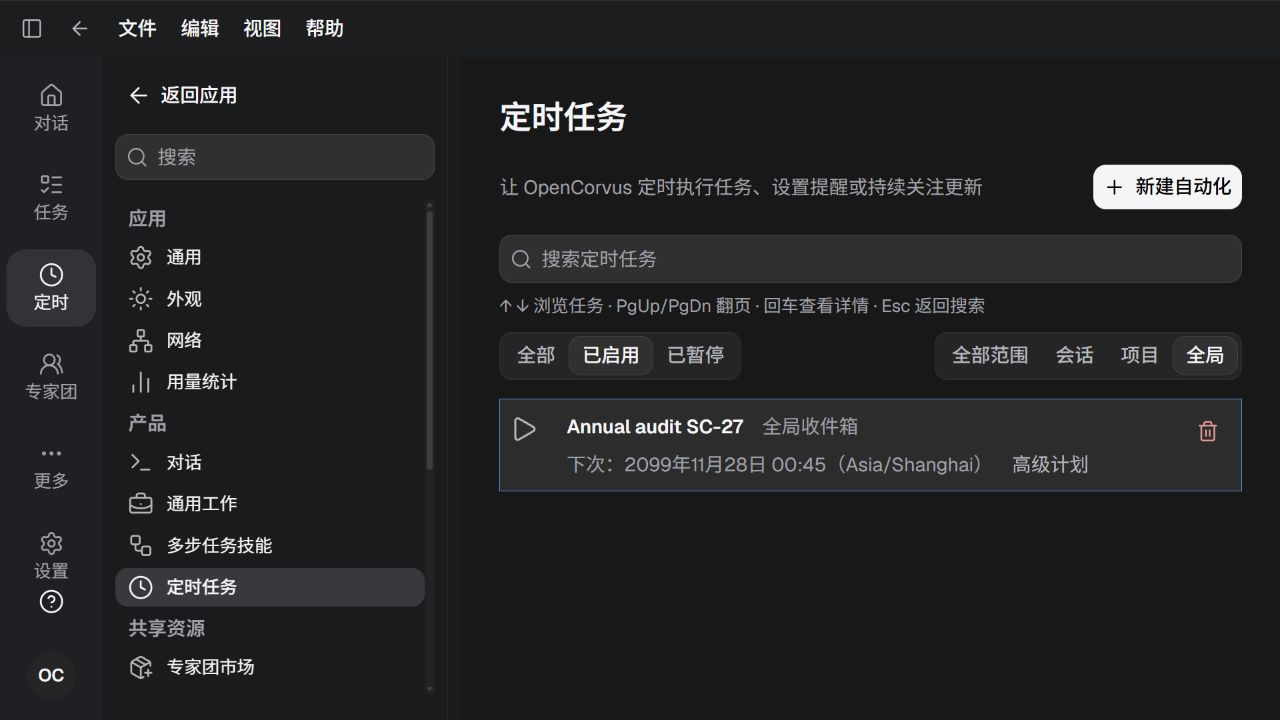 文件 编辑 视图 帮助
对话
任务
定时
专家团
更多
设置
OC
返回应用
搜索
应用
通用
外观
网络
用量统计
产品
对话
通用工作
多步任务技能
定时任务
共享资源
专家团市场
定时任务
让 OpenCorvus 定时执行任务、设置提醒或持续关注更新
新建自动化
搜索定时任务
↑↓ 浏览任务 · PgUp/PgDn 翻页 · 回车查看详情 · Esc 返回搜索
全部 已启用 已暂停
全部范围 会话 项目 全局
Annual audit SC-27 全局收件箱
下次：2099年11月28日 00:45（Asia/Shanghai） 高级计划